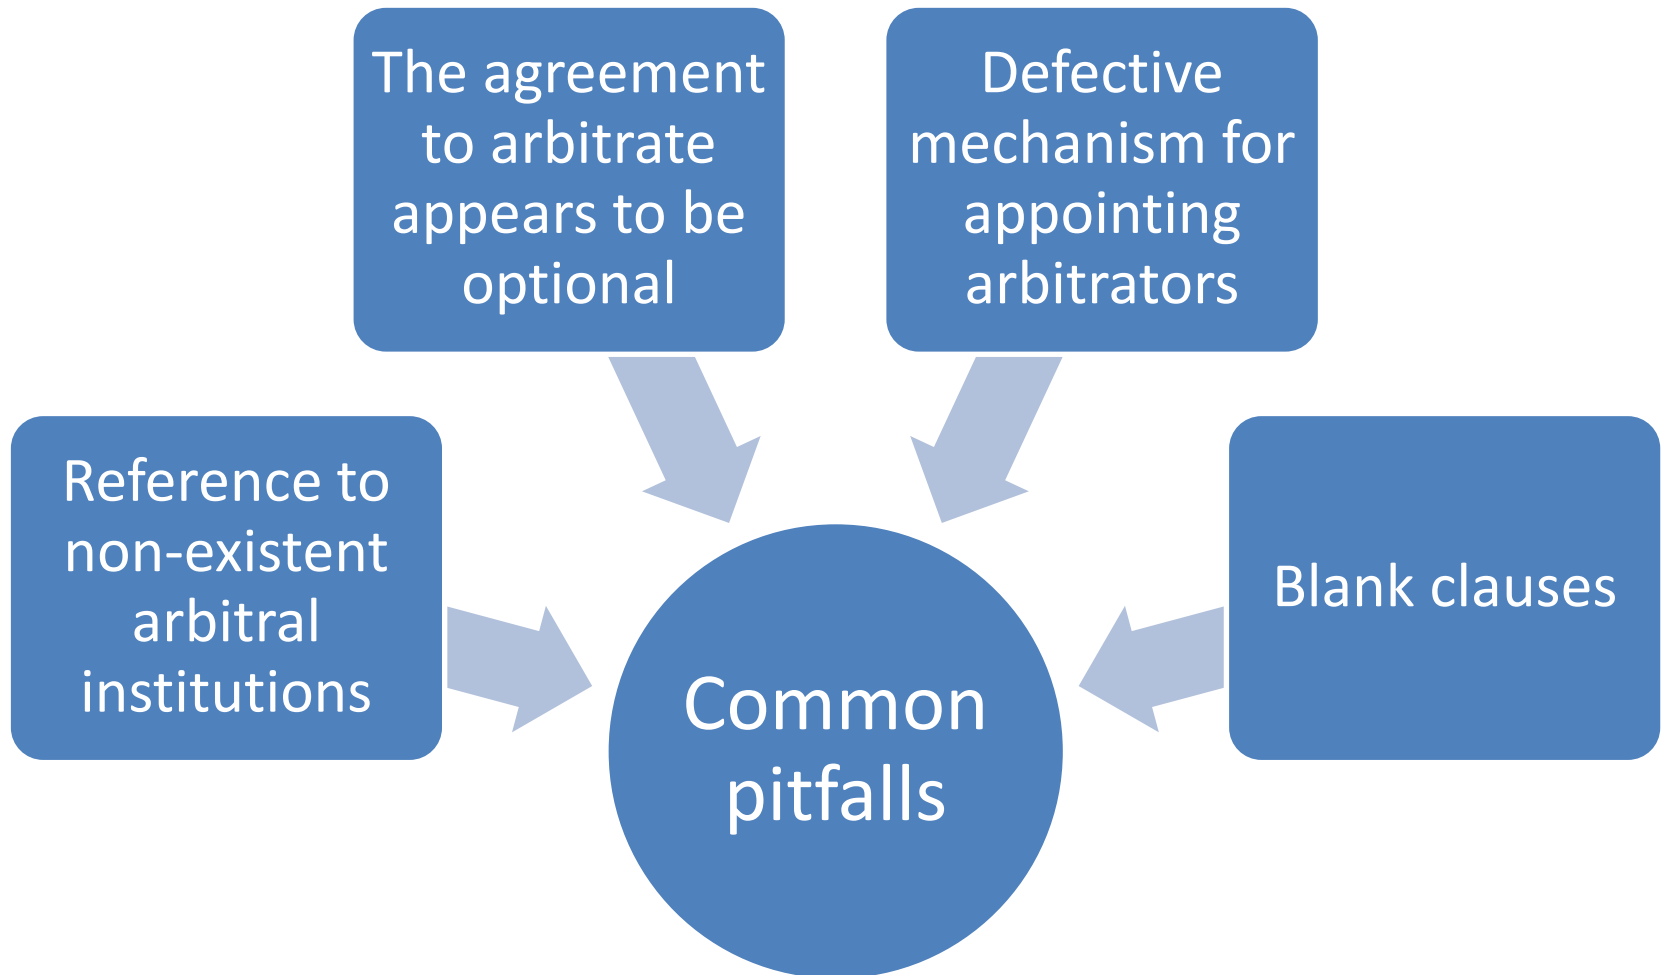 The agreement
to arbitrate
appears to be
optional
Defective
mechanism for
appointing
arbitrators
Reference to
non-existent
arbitral
institutions
Blank clauses
Common
pitfalls